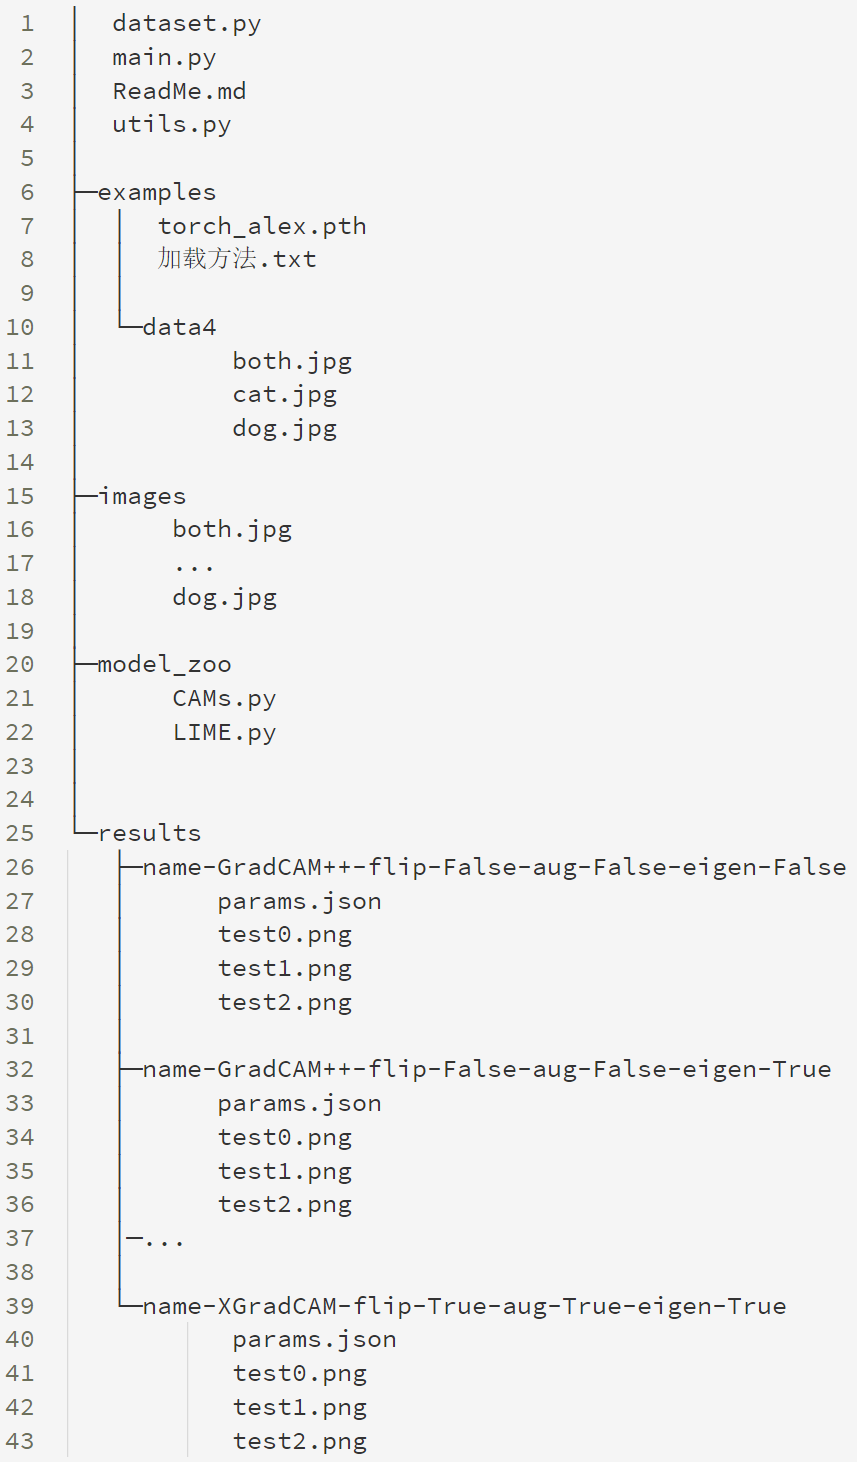 1 │ dataset.py
2 │ main.py
3 │ ReadMe.md
4 │ utils.py
5 │
6 ├─examples
7 │ │ torch_alex.pth
8 │ │ 加载方法.txt
9 │ │
10 │ └─data4
11 │ both.jpg
12 │ cat.jpg
13 │ dog.jpg
14 │
15 ├─images
16 │ both.jpg
17 │ ...
18 │ dog.jpg
19 │
20 ├─model_zoo
21 │ CAMs.py
22 │ LIME.py
23 │
24 │
25 └─results
26 ├─name-GradCAM++-flip-False-aug-False-eigen-False
27 │ params.json
28 │ test0.png
29 │ test1.png
30 │ test2.png
31 │
32 ├─name-GradCAM++-flip-False-aug-False-eigen-True
33 │ params.json
34 │ test0.png
35 │ test1.png
36 │ test2.png
37 │─...
38 │
39 └─name-XGradCAM-flip-True-aug-True-eigen-True
40 params.json
41 test0.png
42 test1.png
43 test2.png